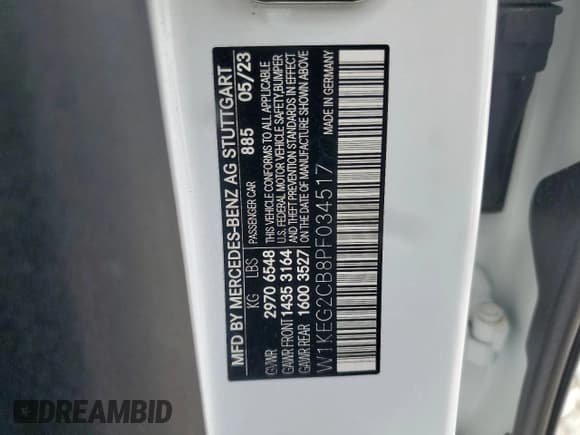 MFD BY MERCEDES-BENZ AG STUTTGART
KG LBS PASSENGER CAR 885 05/23
GVWR 2970 6548 THIS VEHICLE CONFORMS TO ALL APPLICABLE
GAWR FRONT 1435 3164 U.S. FEDERAL MOTOR VEHICLE SAFETY, BUMPER
AND THEFT PREVENTION STANDARDS IN EFFECT
GAWR REAR 1600 3527 ON THE DATE OF MANUFACTURE SHOWN ABOVE
W1KEG2CB8PF034517 MADE IN GERMANY
DREAMBID